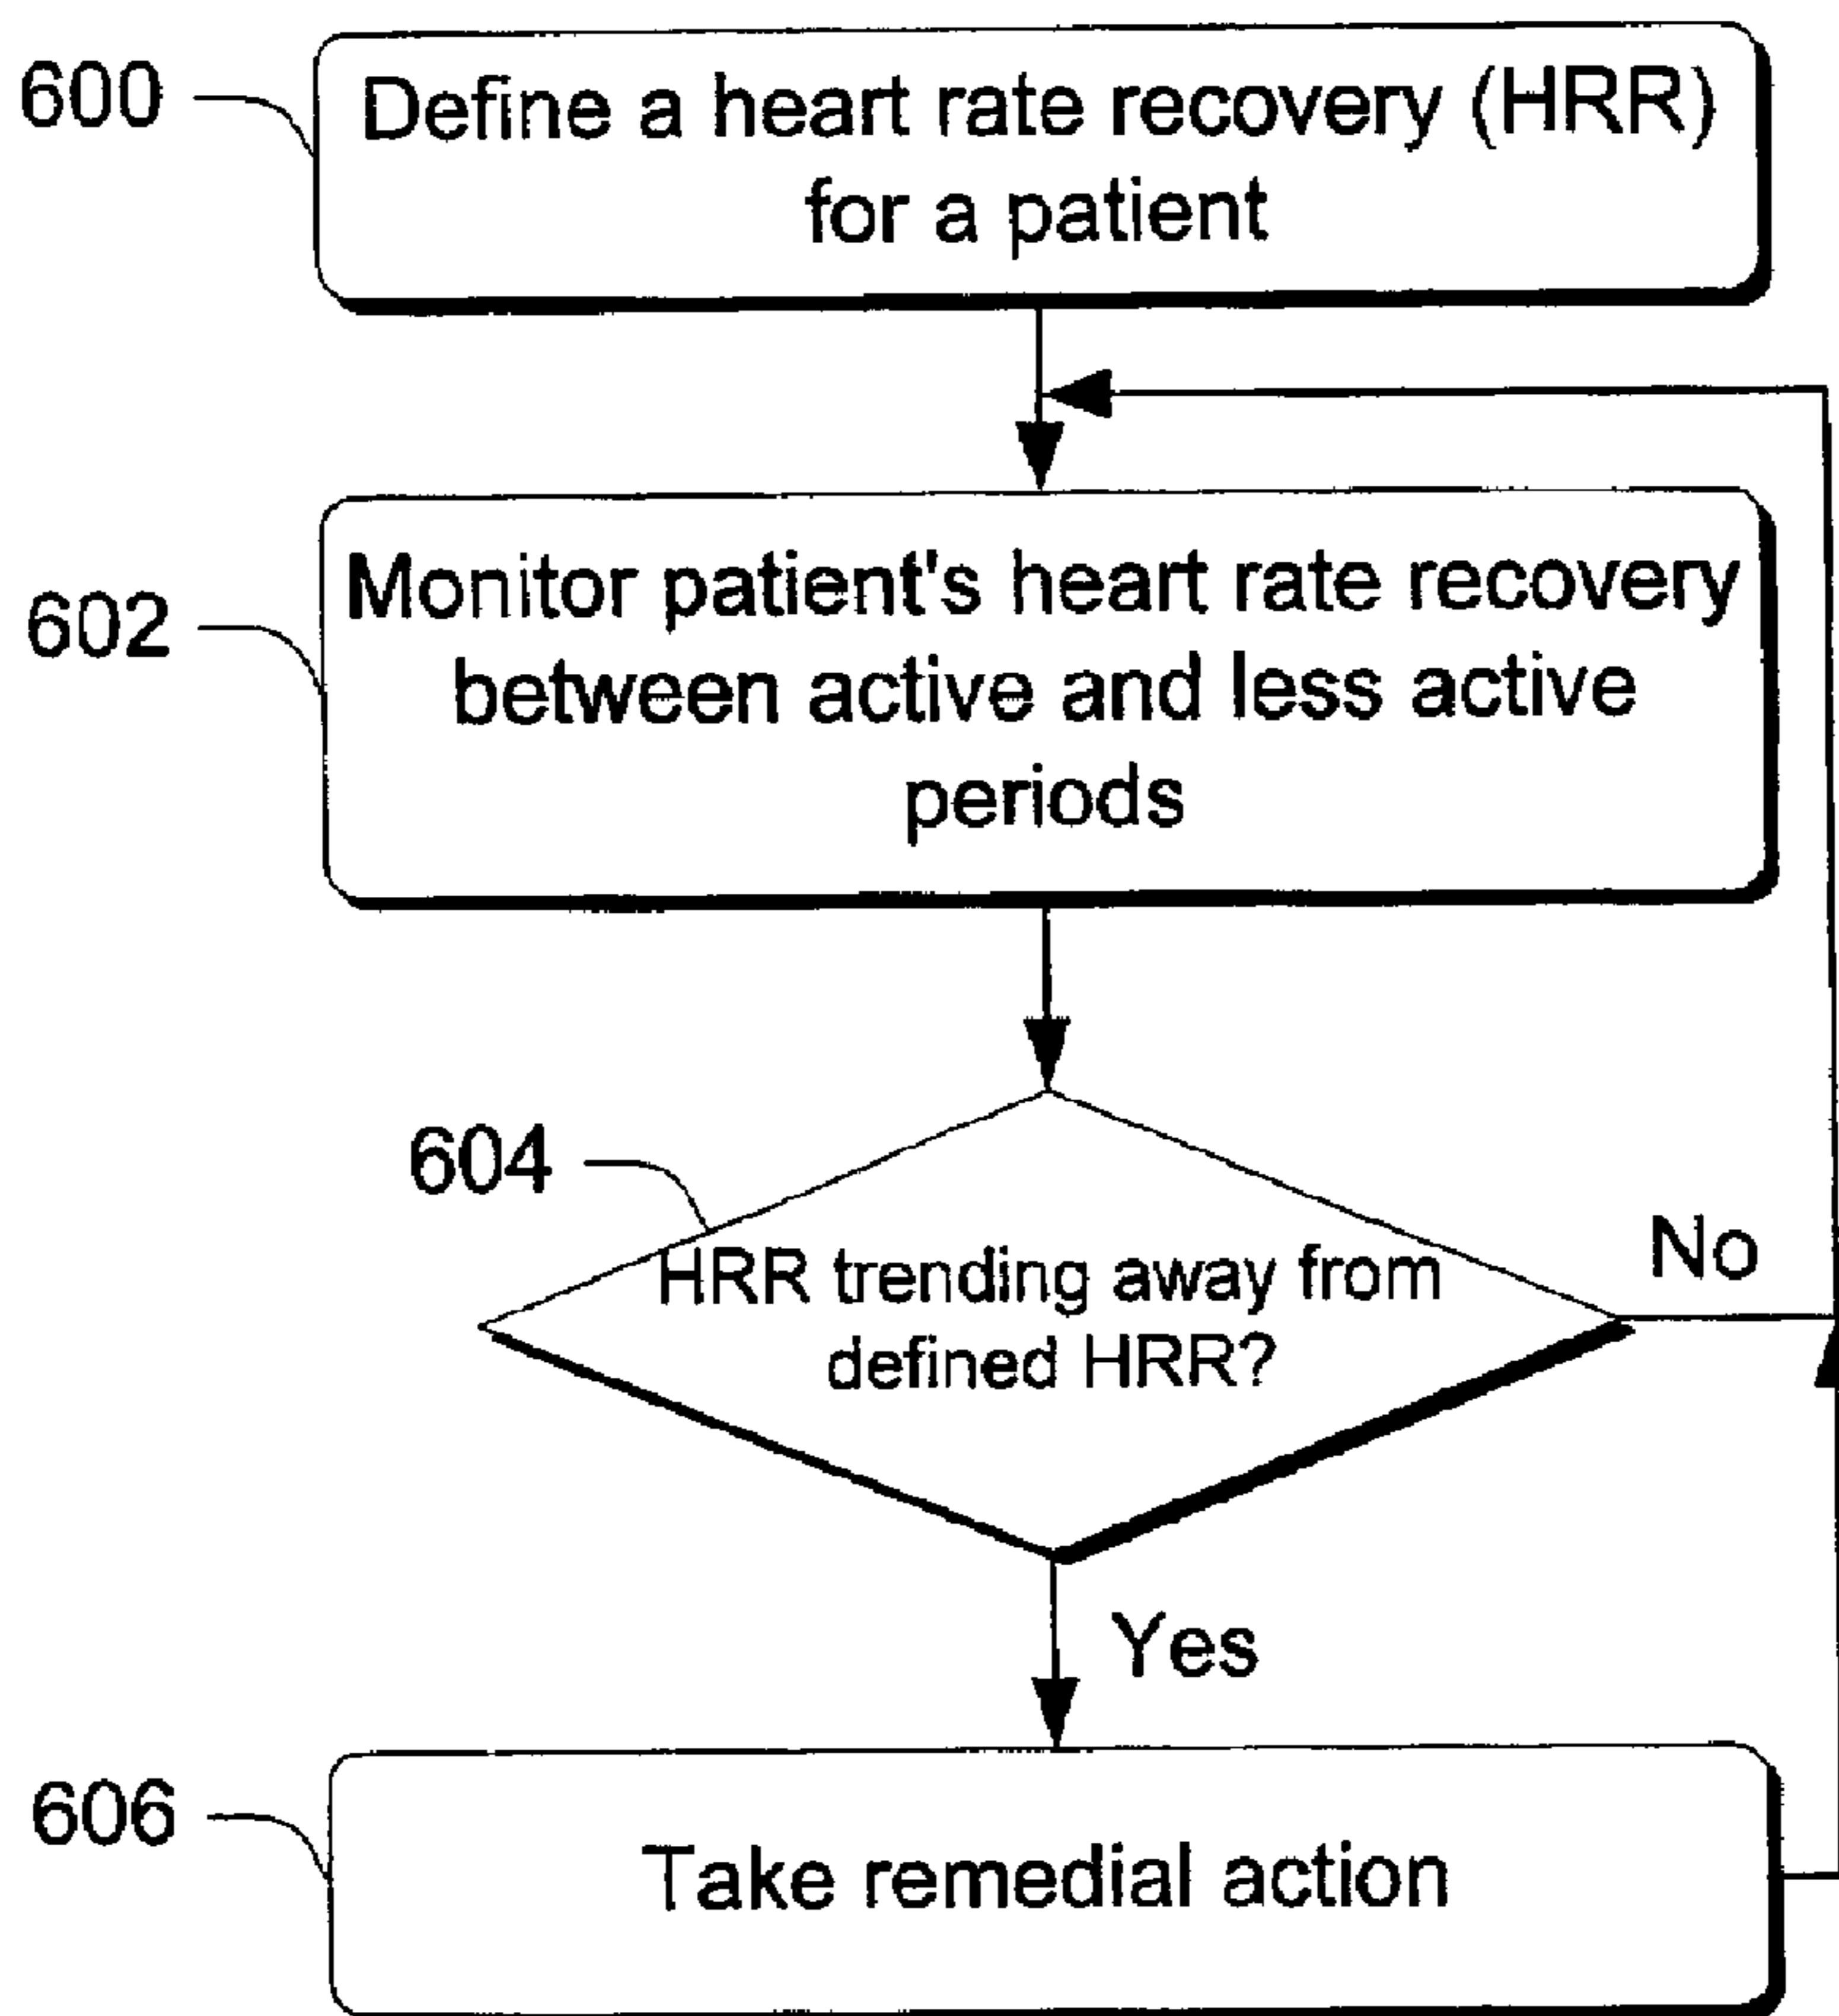 600
Define a heart rate recovery (HRR)
for a patient
602
Monitor patient's heart rate recovery
between active and less active
periods
604
HRR trending away from
defined HRR?
No
Yes
606
Take remedial action